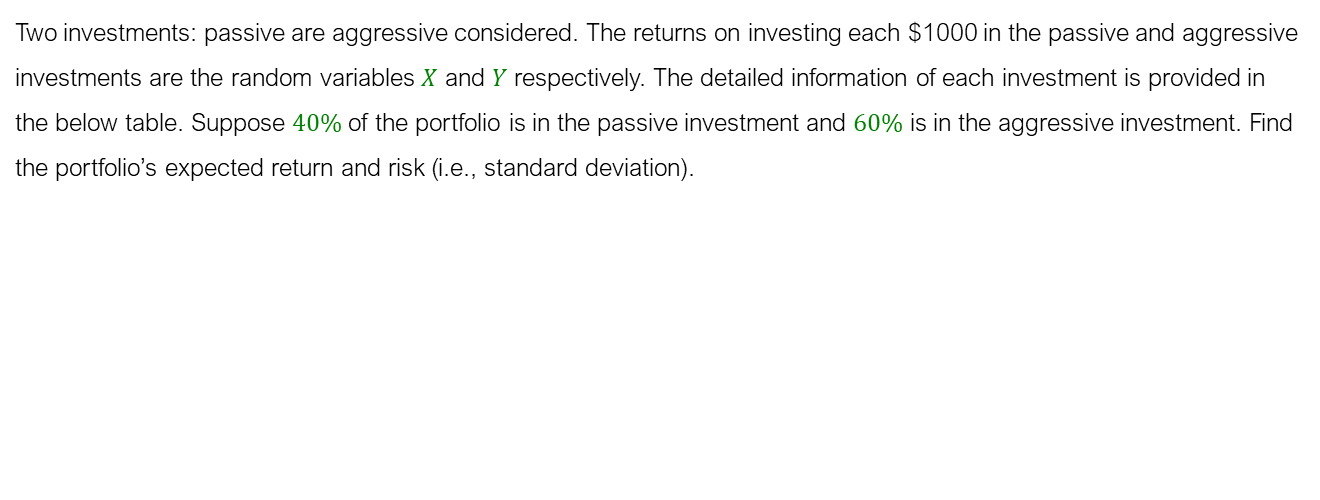 Two investments: passive are aggressive considered. The returns on investing each $1000 in the passive and aggressive
investments are the random variables X and Y respectively. The detailed information of each investment is provided in
the below table. Suppose 40% of the portfolio is in the passive investment and 60% is in the aggressive investment. Find
the portfolio’s expected return and risk (i.e., standard deviation).